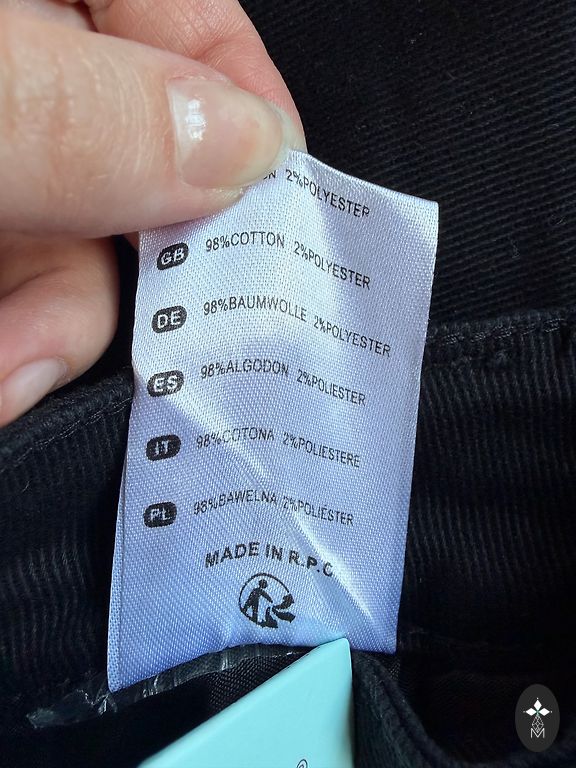 2%POLYESTER
GB 98%COTTON 2%POLYESTER
DE 98%BAUMWOLLE 2%POLYESTER
ES 98%ALGODON 2%POLIESTER
IT 98%COTONA 2%POLIESTERE
PL 98%BAWELNA 2%POLYESTER
MADE IN R.P.C
M